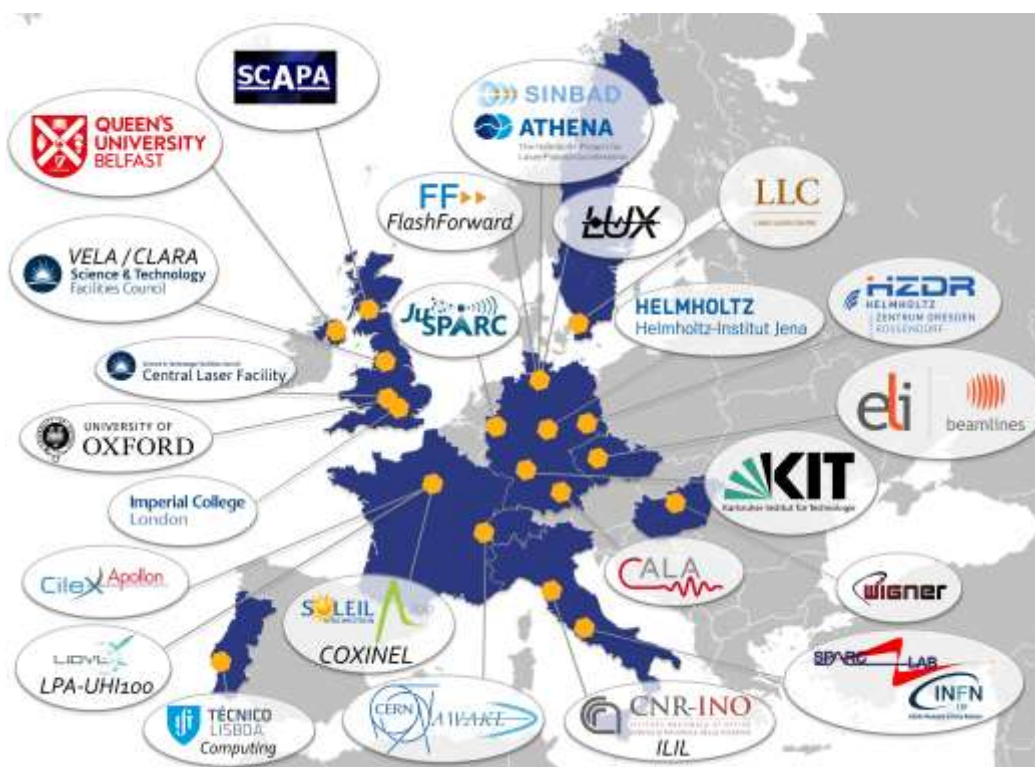 SCAPA
QUEEN'S
UNIVERSITY
BELFAST
SINBAD
ATHENA
FF
FlashForward
LUX
LLC
VELA / CLARA
Science & Technology
Facilities Council
JuSPARC
HELMHOLTZ
Helmholtz-Institut Jena
HZDR
HELMHOLTZ
ZENTRUM DRESDEN
ROSSENDORF
Central Laser Facility
eli
beamlines
UNIVERSITY OF
OXFORD
KIT
Karlsruher Institut für Technologie
Imperial College
London
CALA
Cilex Apollon
Wigner
SOLEIL
COXINEL
LPA-UHI100
SPARC
LAB
INFN
TÉCNICO
LISBOA
Computing
CERN
AWAKE
CNR-INO
ILIL